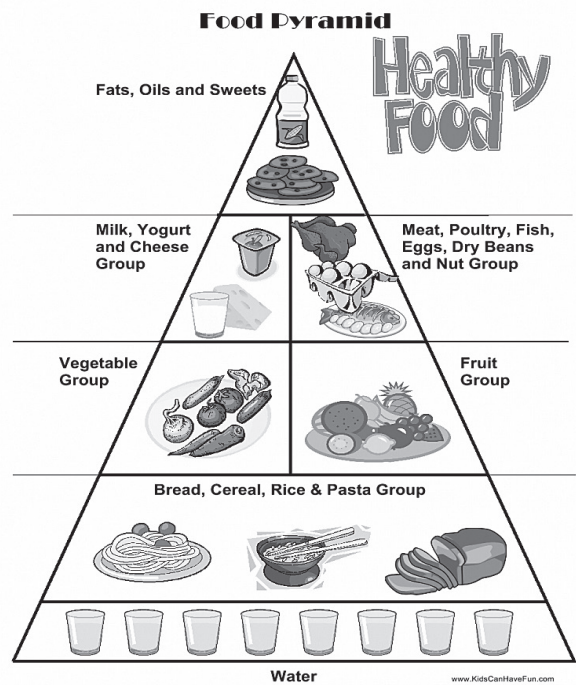 Food Pyramid
Healthy
Food
Fats, Oils and Sweets
Milk, Yogurt
and Cheese
Group
Meat, Poultry, Fish,
Eggs, Dry Beans
and Nut Group
Vegetable
Group
Fruit
Group
Bread, Cereal, Rice & Pasta Group
Water
www.KidsCanHaveFun.com